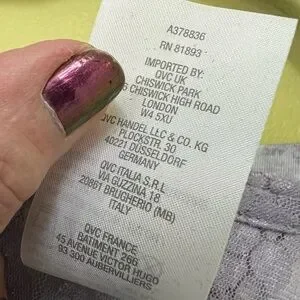 A378836
RN 81893
IMPORTED BY:
QVC UK
CHISWICK PARK
CHISWICK HIGH ROAD
LONDON
W4 5XU
QVC HANDEL LLC & CO. KG
PLOCKSTR. 30
40221 DUSSELDORF
GERMANY
QVC ITALIA S.R.L
VIA GUZZINA 18
20861 BRUGHERIO (MB)
ITALY
QVC FRANCE
BATIMENT 266
45 AVENUE VICTOR HUGO
93 300 AUBERVILLIERS